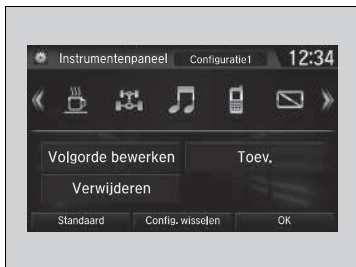 Instrumentenpaneel Configuratie1 12:34
Volgorde bewerken Toev.
Verwijderen
Standaard Config. wisselen OK